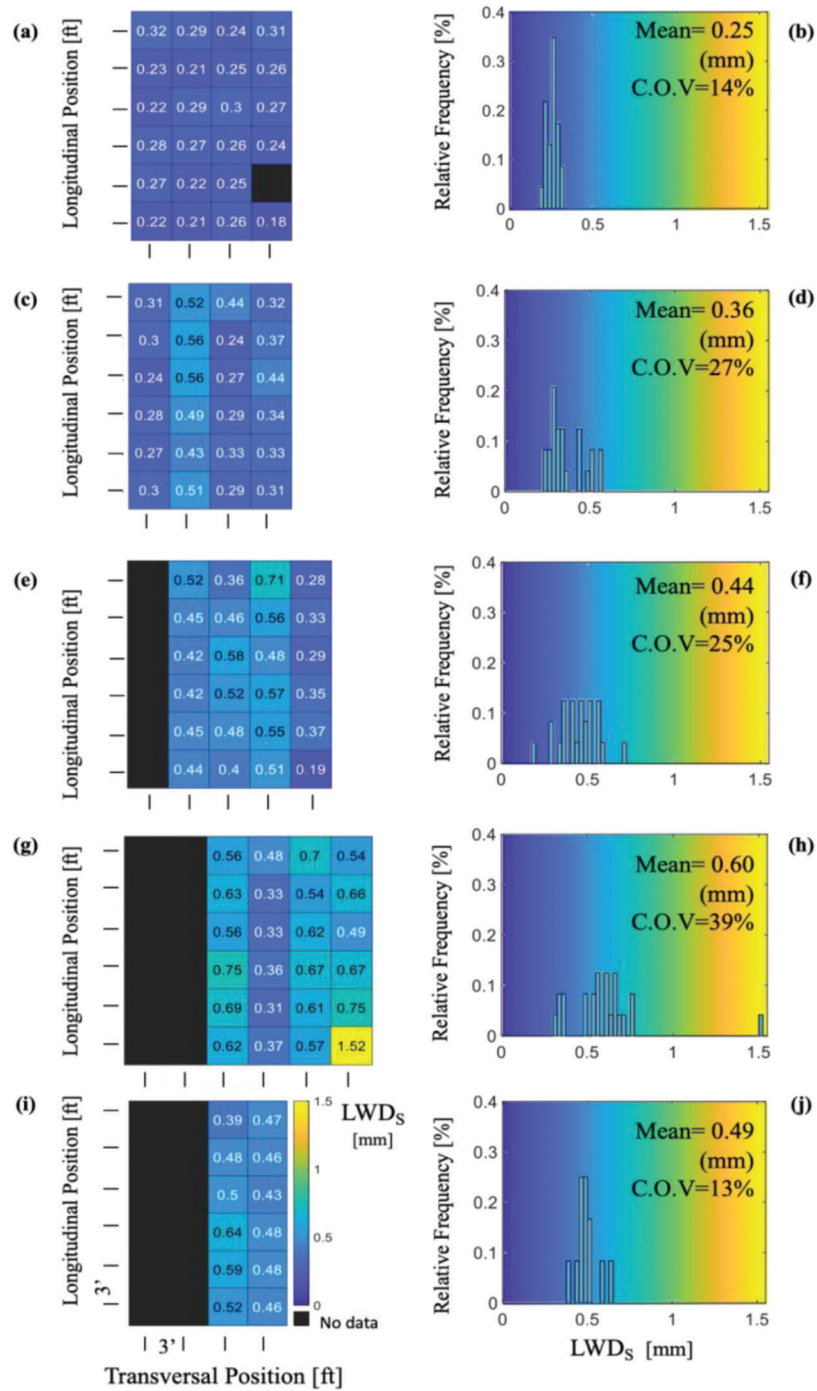 (a)
Longitudinal Position [ft]
0.32 0.29 0.24 0.31
0.23 0.21 0.25 0.26
0.22 0.29 0.3 0.27
0.28 0.27 0.26 0.24
0.27 0.22 0.25
0.22 0.21 0.26 0.18
(b)
Relative Frequency [%]
0.4
0.3
0.2
0.1
0
0 0.5 1 1.5
Mean= 0.25
(mm)
C.O.V=14%
(c)
Longitudinal Position [ft]
0.31 0.52 0.44 0.32
0.3 0.56 0.24 0.37
0.24 0.56 0.27 0.44
0.28 0.49 0.29 0.34
0.27 0.43 0.33 0.33
0.3 0.51 0.29 0.31
(d)
Relative Frequency [%]
0.4
0.3
0.2
0.1
0
0 0.5 1 1.5
Mean= 0.36
(mm)
C.O.V=27%
(e)
Longitudinal Position [ft]
0.52 0.36 0.71 0.28
0.45 0.46 0.56 0.33
0.42 0.58 0.48 0.29
0.42 0.52 0.57 0.35
0.45 0.48 0.55 0.37
0.44 0.4 0.51 0.19
(f)
Relative Frequency [%]
0.4
0.3
0.2
0.1
0
0 0.5 1 1.5
Mean= 0.44
(mm)
C.O.V=25%
(g)
Longitudinal Position [ft]
0.56 0.48 0.7 0.54
0.63 0.33 0.54 0.66
0.56 0.33 0.62 0.49
0.75 0.36 0.67 0.67
0.69 0.31 0.61 0.75
0.62 0.37 0.57 1.52
(h)
Relative Frequency [%]
0.4
0.3
0.2
0.1
0
0 0.5 1 1.5
Mean= 0.60
(mm)
C.O.V=39%
(i)
Longitudinal Position [ft]
3'
0.39 0.47
0.48 0.46
0.5 0.43
0.64 0.48
0.59 0.48
0.52 0.46
3'
Transversal Position [ft]
1.5
1
0.5
0
LWDS
[mm]
No data
(j)
Relative Frequency [%]
0.4
0.3
0.2
0.1
0
0 0.5 1 1.5
Mean= 0.49
(mm)
C.O.V=13%
LWDS [mm]